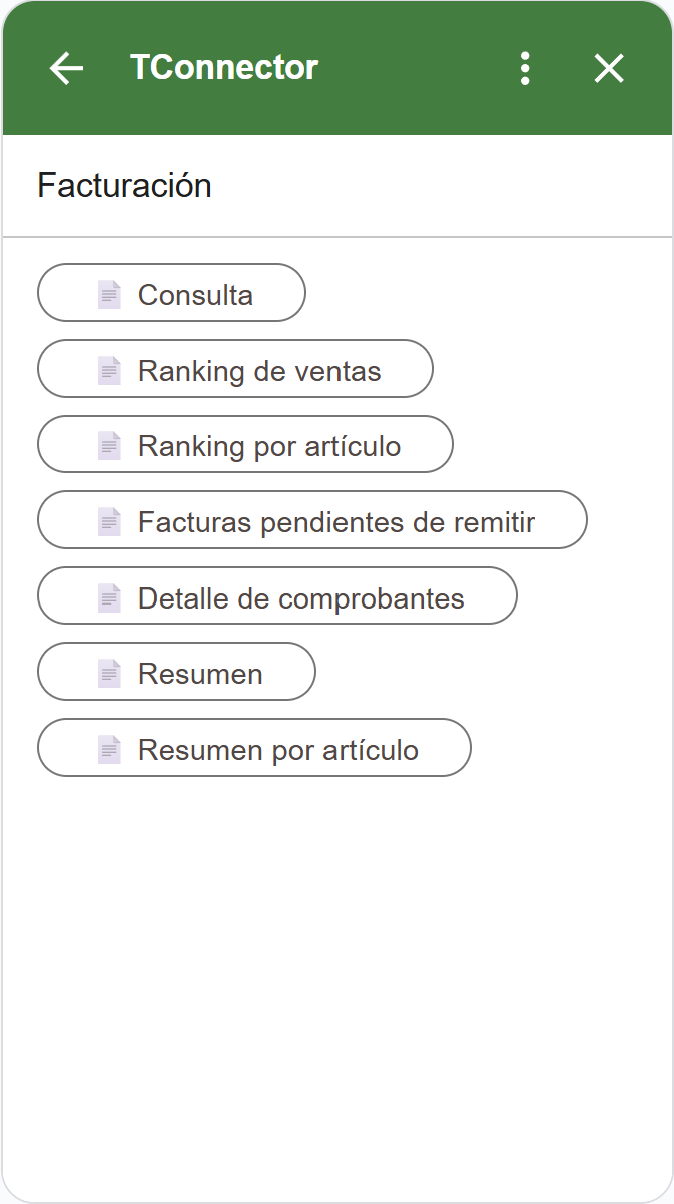 TConnector
Facturación
Consulta
Ranking de ventas
Ranking por artículo
Facturas pendientes de remitir
Detalle de comprobantes
Resumen
Resumen por artículo